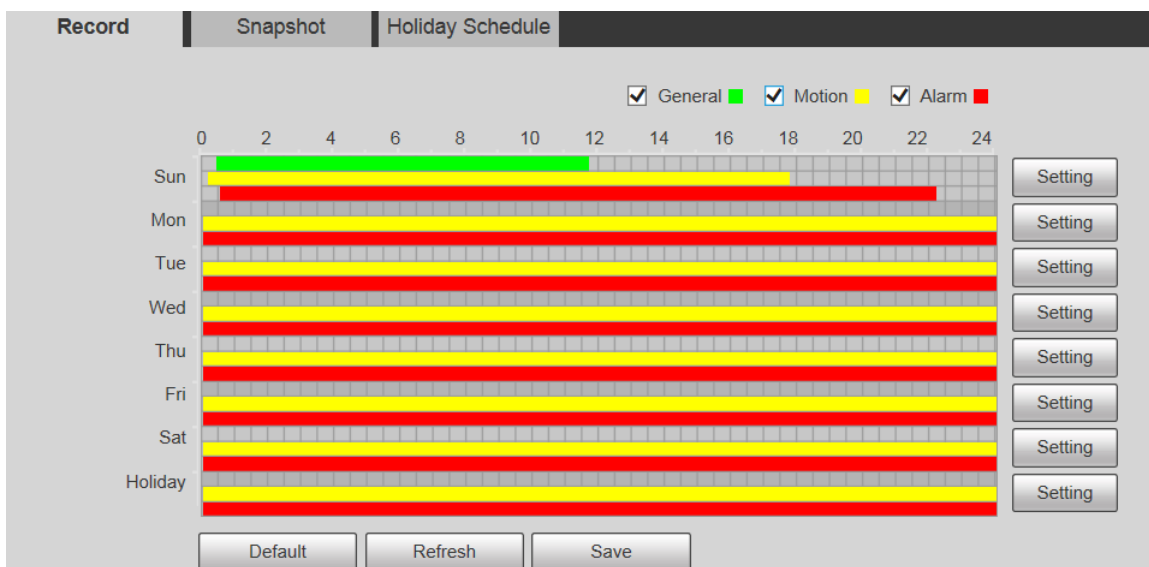 Record Snapshot Holiday Schedule
General Motion Alarm
0 2 4 6 8 10 12 14 16 18 20 22 24
Sun Setting
Mon Setting
Tue Setting
Wed Setting
Thu Setting
Fri Setting
Sat Setting
Holiday Setting
Default Refresh Save